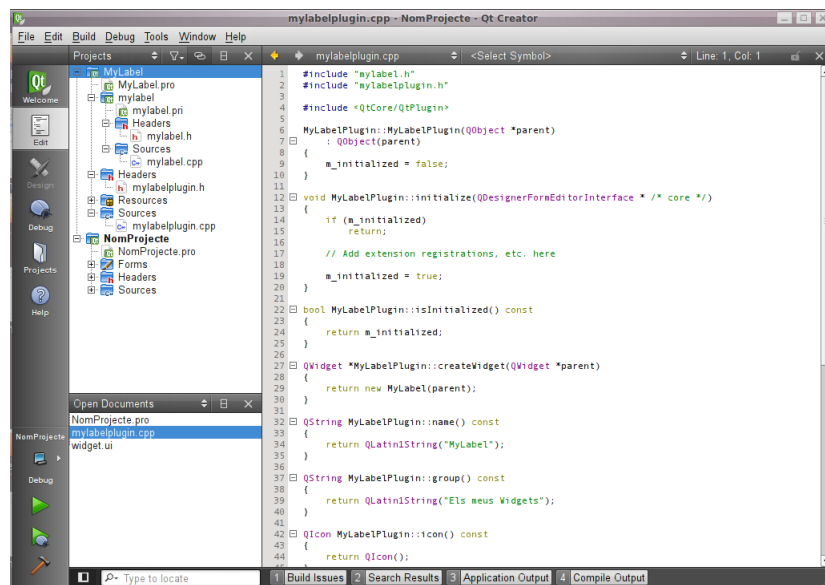 mylabelplugin.cpp - NomProjecte - Qt Creator
File Edit Build Debug Tools Window Help
Projects
mylabelplugin.cpp
<Select Symbol>
Line: 1, Col: 1
Qt
Welcome
Edit
Design
Debug
Projects
Help
NomProjecte
Debug
MyLabel
MyLabel.pro
mylabel
mylabel.pri
Headers
mylabel.h
Sources
mylabel.cpp
Headers
mylabelplugin.h
Resources
Sources
mylabelplugin.cpp
NomProjecte
NomProjecte.pro
Forms
Headers
Sources
Open Documents
NomProjecte.pro
mylabelplugin.cpp
widget.ui
1 #include "mylabel.h"
2 #include "mylabelplugin.h"
3
4 #include <QtCore/QtPlugin>
5
6 MyLabelPlugin::MyLabelPlugin(QObject *parent)
7 : QObject(parent)
8 {
9 m_initialized = false;
10 }
11
12 void MyLabelPlugin::initialize(QDesignerFormEditorInterface * /* core */)
13 {
14 if (m_initialized)
15 return;
16
17 // Add extension registrations, etc. here
18
19 m_initialized = true;
20 }
21
22 bool MyLabelPlugin::isInitialized() const
23 {
24 return m_initialized;
25 }
26
27 QWidget *MyLabelPlugin::createWidget(QWidget *parent)
28 {
29 return new MyLabel(parent);
30 }
31
32 QString MyLabelPlugin::name() const
33 {
34 return QLatin1String("MyLabel");
35 }
36
37 QString MyLabelPlugin::group() const
38 {
39 return QLatin1String("Els meus Widgets");
40 }
41
42 QIcon MyLabelPlugin::icon() const
43 {
44 return QIcon();
Type to locate
1 Build Issues 2 Search Results 3 Application Output 4 Compile Output